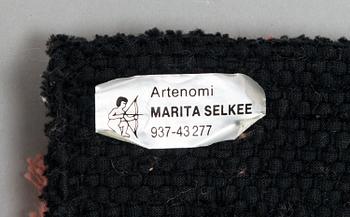 Artenomi
MARITA SELKEE
937-43 277